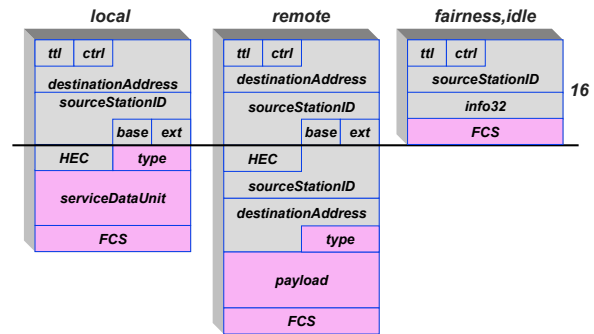 local remote fairness,idle
ttl ctrl
destinationAddress
sourceStationID
base ext
HEC type
serviceDataUnit
FCS
ttl ctrl
destinationAddress
sourceStationID
base ext
HEC
sourceStationID
destinationAddress
type
payload
FCS
ttl ctrl
sourceStationID
info32
FCS
16